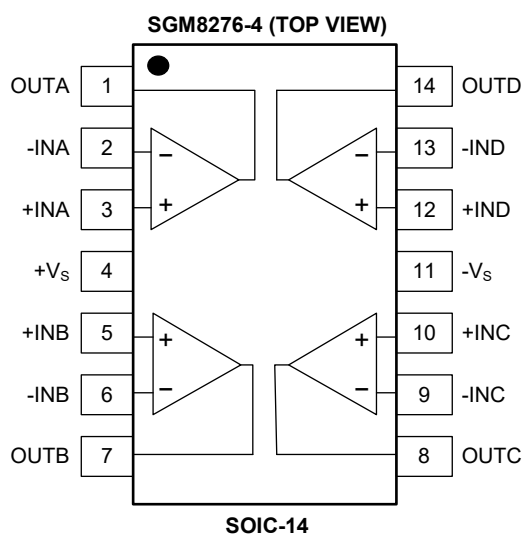 SGM8276-4 (TOP VIEW)
OUTA 1 14 OUTD
-INA 2 − − 13 -IND
+INA 3 + + 12 +IND
+VS 4 11 -VS
+INB 5 + + 10 +INC
-INB 6 − − 9 -INC
OUTB 7 8 OUTC
SOIC-14